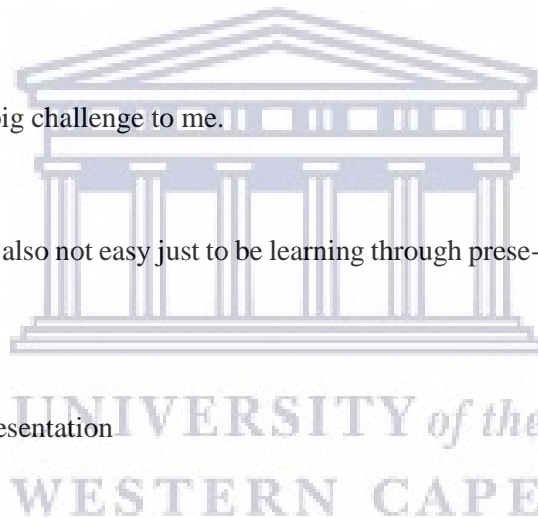 big challenge to me.
also not easy just to be learning through prese-
esentation
UNIVERSITY of the
WESTERN CAPE